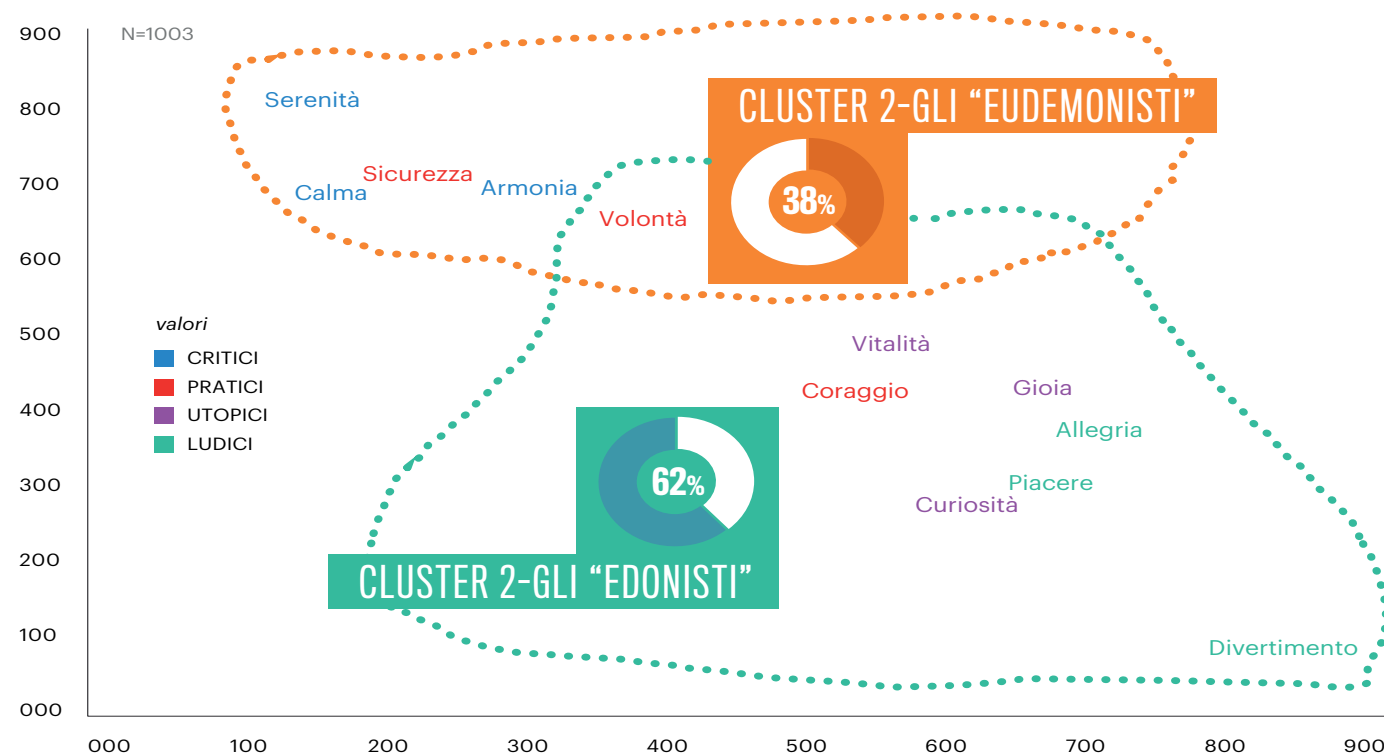 900
N=1003
800
Serenità
CLUSTER 2-GLI “EUDEMONISTI”
700
Calma
Sicurezza
Armonia
Volontà
38%
600
500
valori
CRITICI
PRATICI
UTOPICI
LUDICI
Vitalità
Coraggio
Gioia
400
Allegria
300
Piacere
Curiosità
62%
200
CLUSTER 2-GLI “EDONISTI”
100
Divertimento
000
000 100 200 300 400 500 600 700 800 900